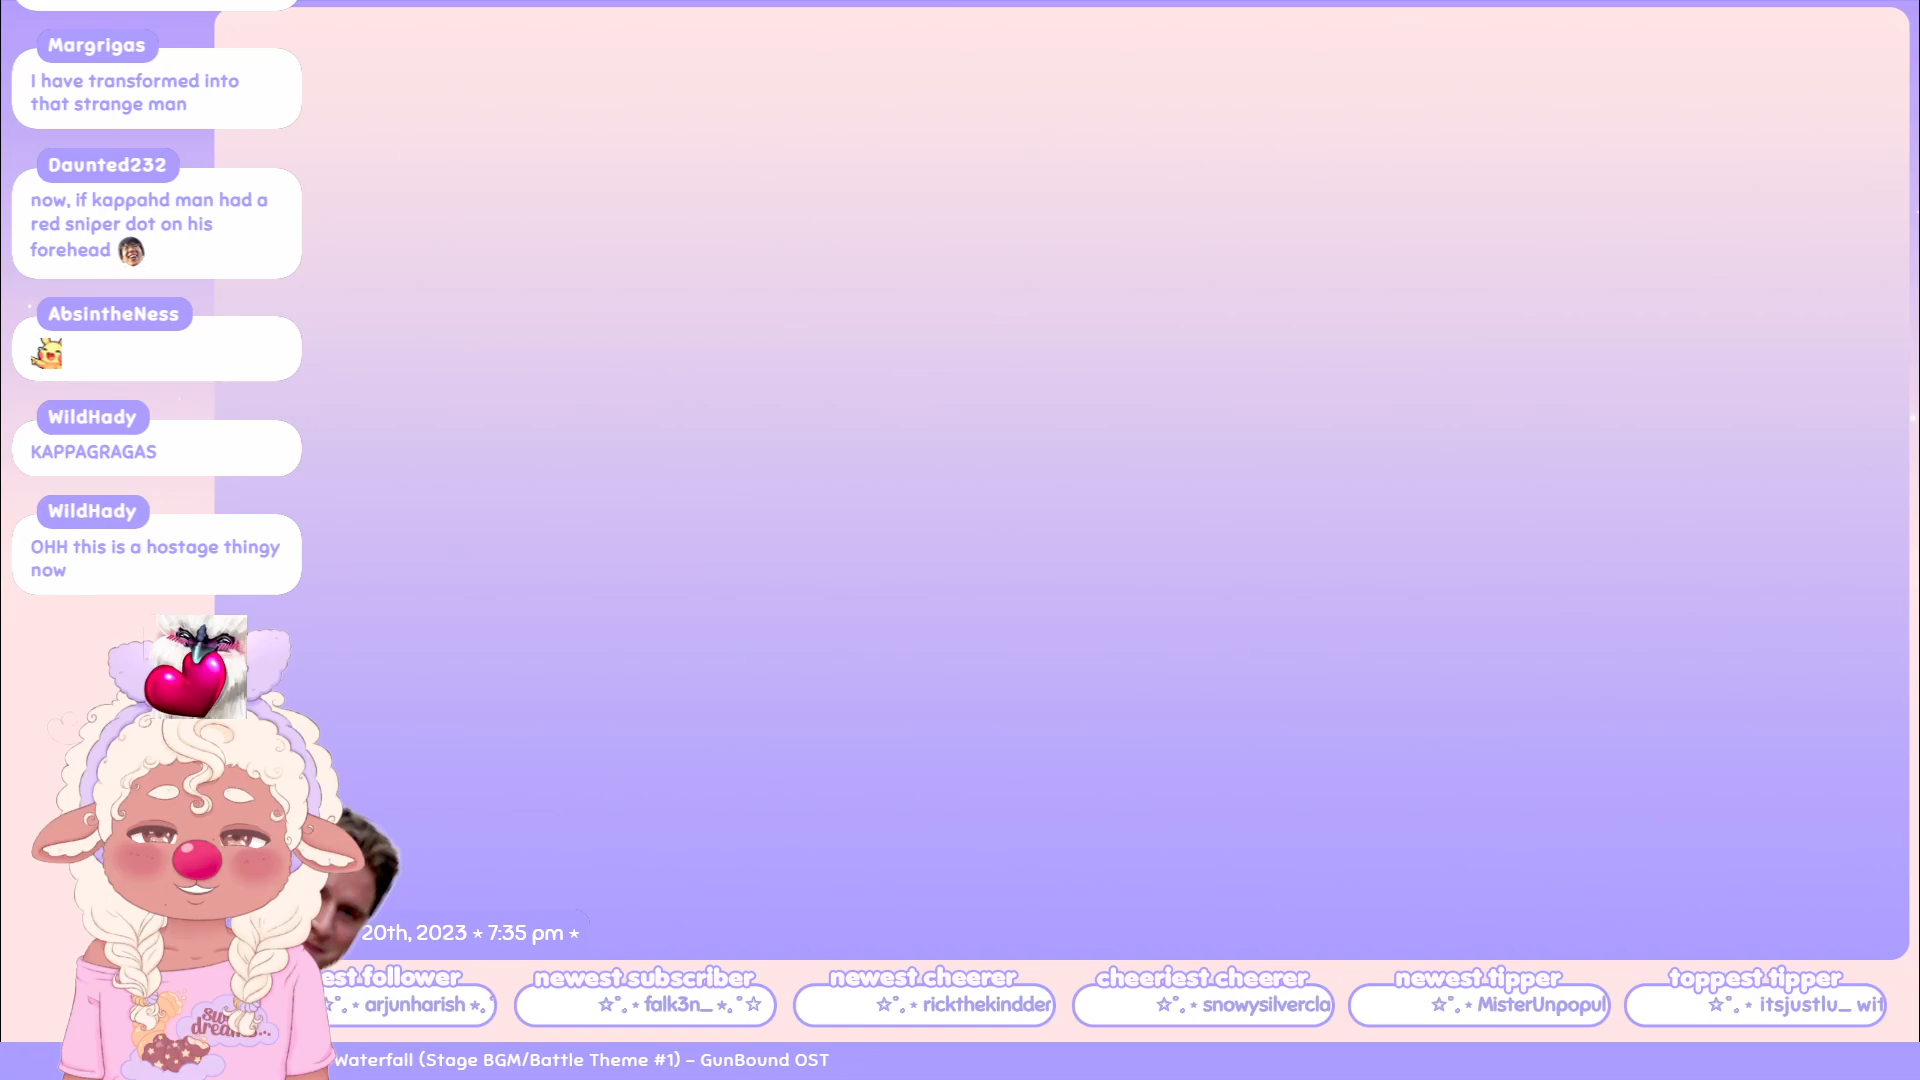 Margrigas
I have transformed into
that strange man
Daunted232
now, if kappahd man had a
red sniper dot on his
forehead
AbsintheNess
WildHady
KAPPAGRAGAS
WildHady
OHH this is a hostage thingy
now
20th, 2023 ⋆ 7:35 pm ⋆
est follower
☆˚｡⋆ arjunharish ⋆｡˚
newest subscriber
☆˚｡⋆ falk3n_ ⋆｡˚☆
newest cheerer
☆˚｡⋆ rickthekindder
cheeriest cheerer
☆˚｡⋆ snowysilvercla
newest tipper
☆˚｡⋆ MisterUnpopul
toppest tipper
☆˚｡⋆ itsjustlu_ wit
dream...
Waterfall (Stage BGM/Battle Theme #1) - GunBound OST